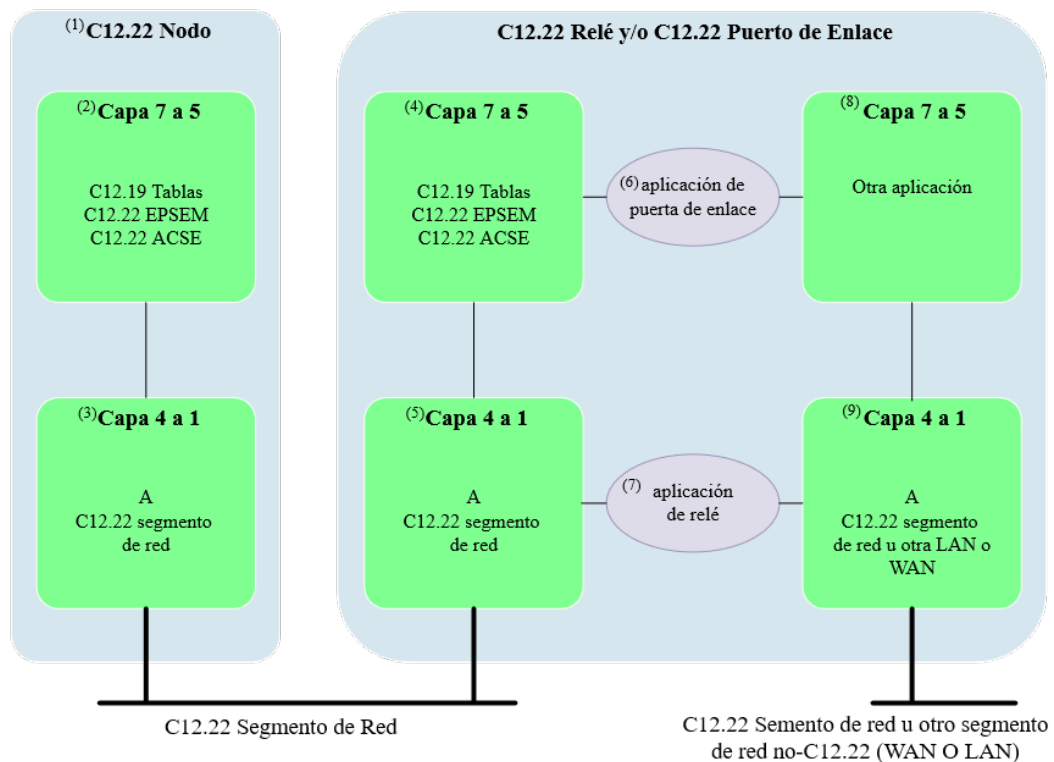 (1)C12.22 Nodo
C12.22 Relé y/o C12.22 Puerto de Enlace
(2)Capa 7 a 5
C12.19 Tablas
C12.22 EPSEM
C12.22 ACSE
(4)Capa 7 a 5
C12.19 Tablas
C12.22 EPSEM
C12.22 ACSE
(6)aplicación de
puerta de enlace
(8)
Capa 7 a 5
Otra aplicación
(3)Capa 4 a 1
A
C12.22 segmento
de red
(5)Capa 4 a 1
A
C12.22 segmento
de red
(7) aplicación
de relé
(9)Capa 4 a 1
A
C12.22 segmento
de red u otra LAN o
WAN
C12.22 Segmento de Red
C12.22 Semento de red u otro segmento
de red no-C12.22 (WAN O LAN)